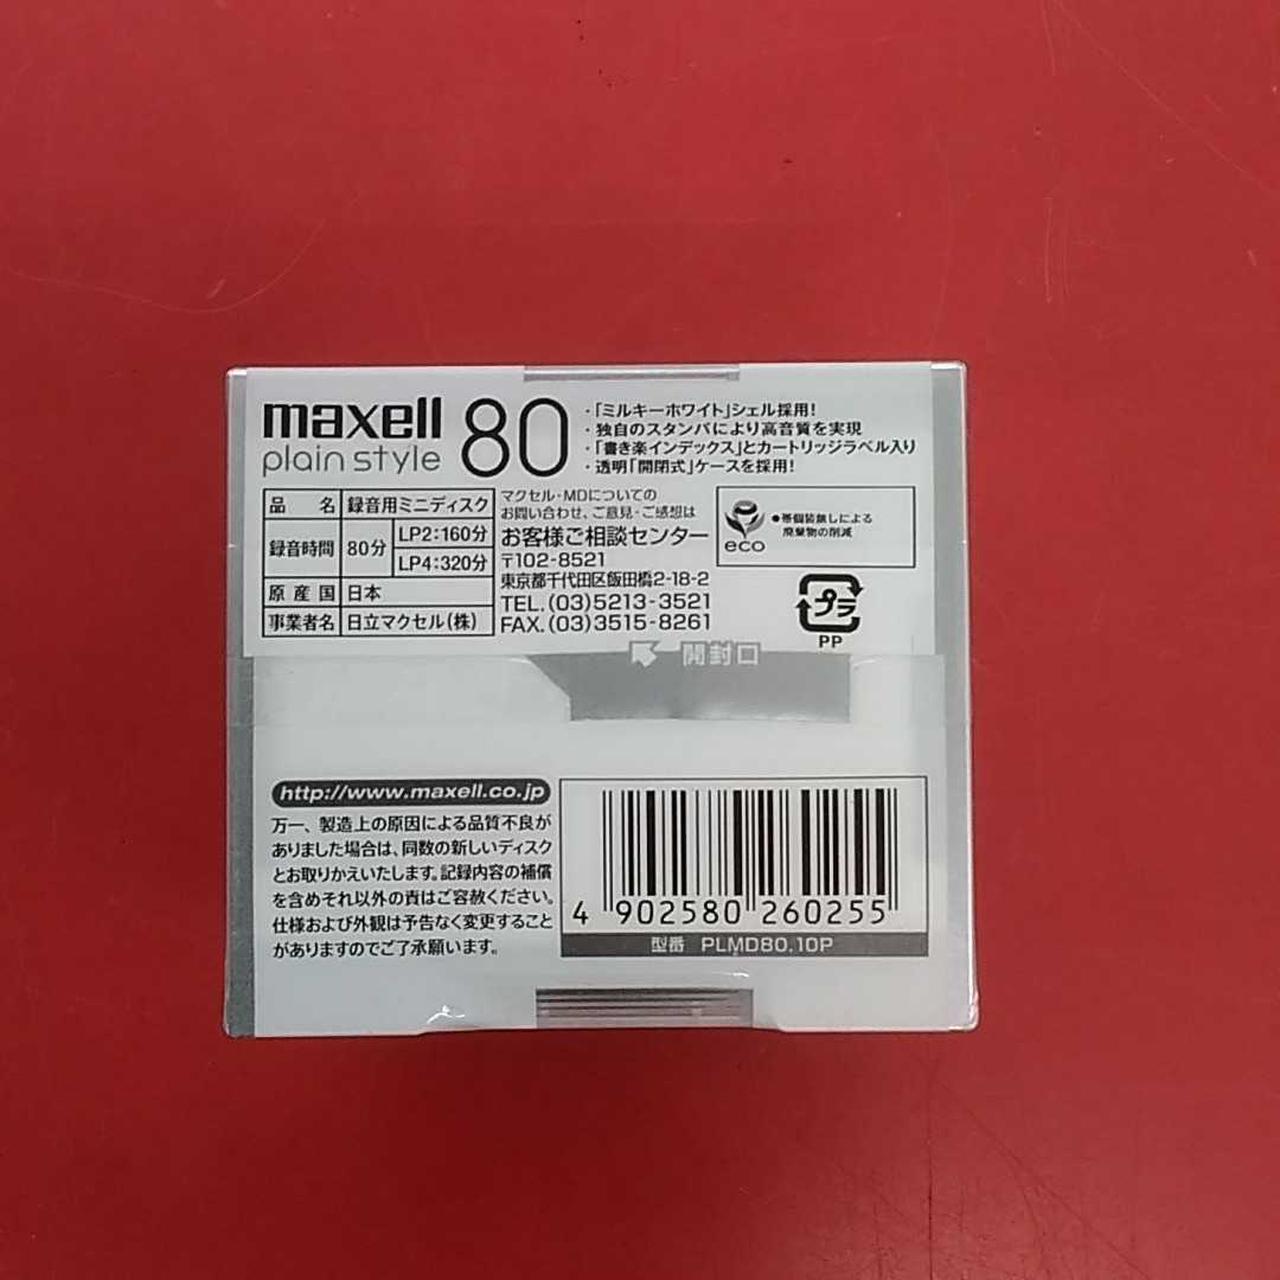 maxell
plain style
80
・「ミルキーホワイト」シェル採用!
・独自のスタンパにより高音質を実現
・「書き楽インデックス」とカートリッジラベル入り
・透明「開閉式」ケースを採用!
品 名 録音用ミニディスク
録音時間 80分 LP2:160分
LP4:320分
原産国 日本
事業者名 日立マクセル(株)
マクセル・MDについての
お問い合わせ、ご意見・ご感想は
お客様ご相談センター
〒102-8521
東京都千代田区飯田橋2-18-2
TEL.(03)5213-3521
FAX.(03)3515-8261
eco
●帯個装無しによる
廃棄物の削減
プラ
PP
開封口
http://www.maxell.co.jp
万一、製造上の原因による品質不良が
ありました場合は、同数の新しいディスク
とお取りかえいたします。記録内容の補償
を含めそれ以外の責はご容赦ください。
仕様および外観は予告なく変更すること
がありますのでご了承願います。
4 902580 260255
型番 PLMD80.10P